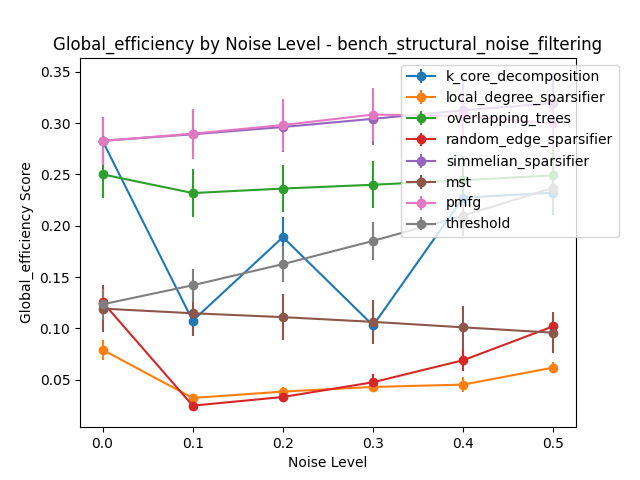 Global_efficiency by Noise Level - bench_structural_noise_filtering
Global_efficiency Score
0.35
0.30
0.25
0.20
0.15
0.10
0.05
k_core_decomposition
local_degree_sparsifier
overlapping_trees
random_edge_sparsifier
simmelian_sparsifier
mst
pmfg
threshold
0.0 0.1 0.2 0.3 0.4 0.5
Noise Level